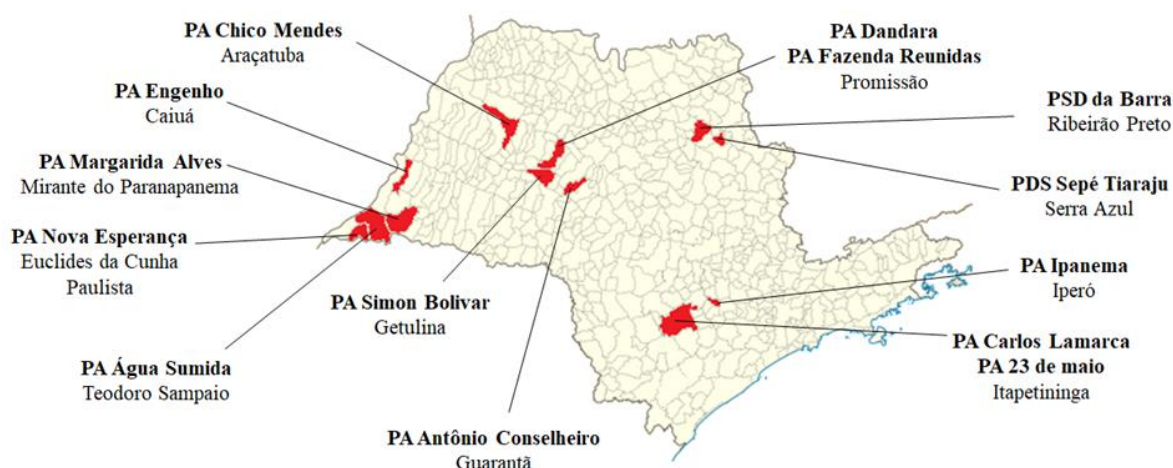 PA Chico Mendes
Araçatuba
PA Dandara
PA Fazenda Reunidas
Promissão
PA Engenho
Caiuá
PSD da Barra
Ribeirão Preto
PA Margarida Alves
Mirante do Paranapanema
PDS Sepé Tiaraju
Serra Azul
PA Nova Esperança
Euclides da Cunha
Paulista
PA Ipanema
Iperó
PA Simon Bolivar
Getulina
PA Carlos Lamarca
PA 23 de maio
Itapetininga
PA Água Sumida
Teodoro Sampaio
PA Antônio Conselheiro
Guarantã